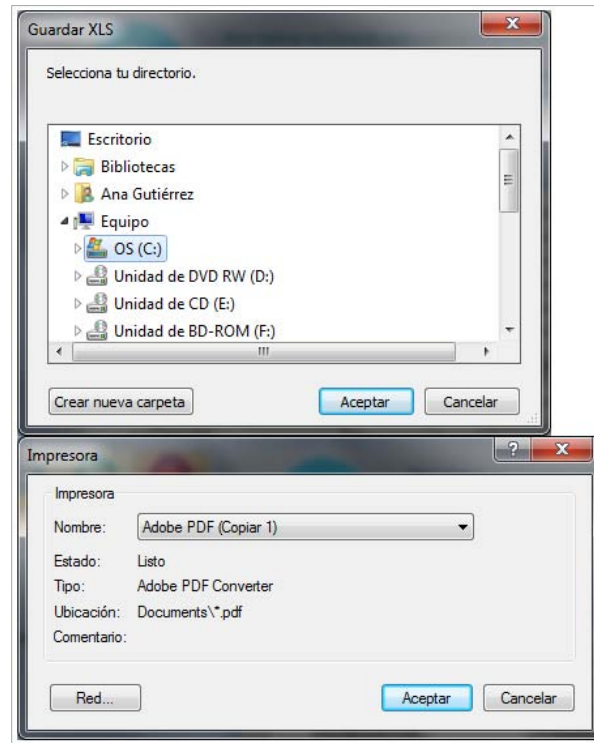 Guardar XLS
Selecciona tu directorio.
Escritorio
Bibliotecas
Ana Gutiérrez
Equipo
OS (C:)
Unidad de DVD RW (D:)
Unidad de CD (E:)
Unidad de BD-ROM (F:)
Crear nueva carpeta Aceptar Cancelar
Impresora
Impresora
Nombre: Adobe PDF (Copiar 1)
Estado: Listo
Tipo: Adobe PDF Converter
Ubicación: Documents\*.pdf
Comentario:
Red... Aceptar Cancelar